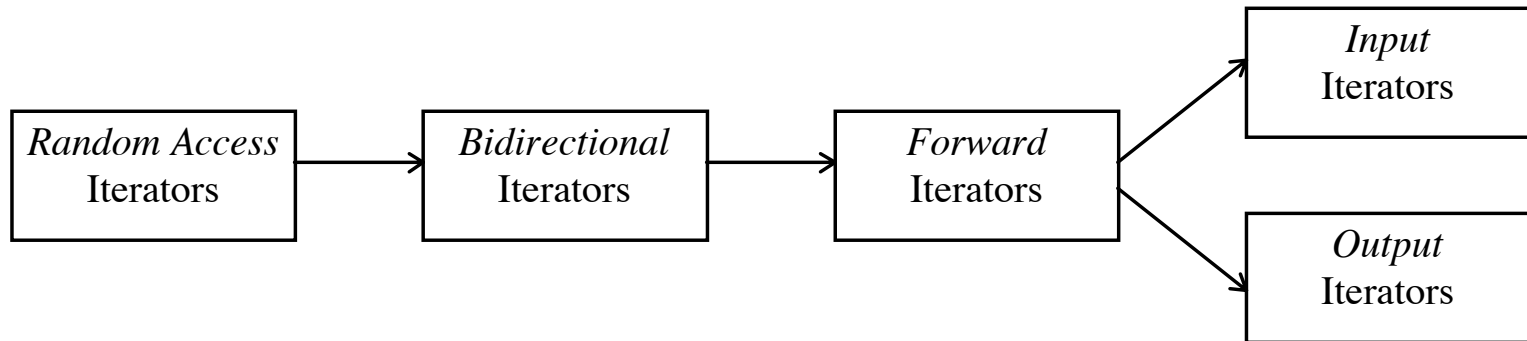 Random Access
Iterators
Bidirectional
Iterators
Forward
Iterators
Input
Iterators
Output
Iterators